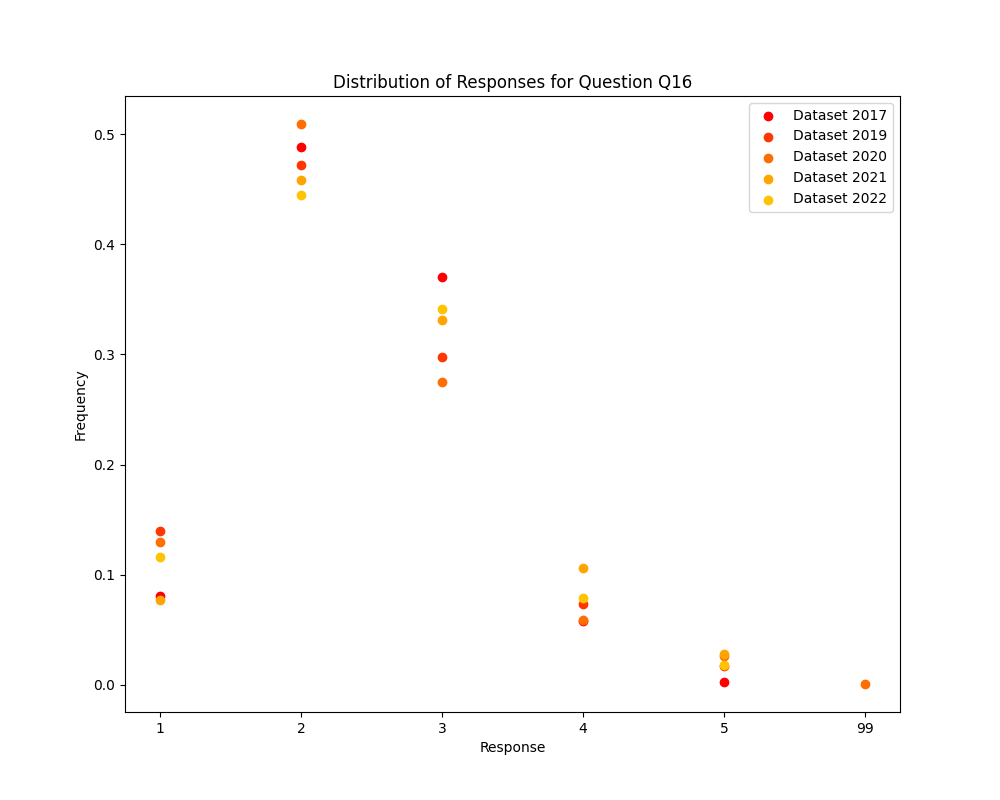 Distribution of Responses for Question Q16
Dataset 2017
Dataset 2019
Dataset 2020
Dataset 2021
Dataset 2022
0.5
0.4
0.3
0.2
0.1
0.0
Frequency
1 2 3 4 5 99
Response